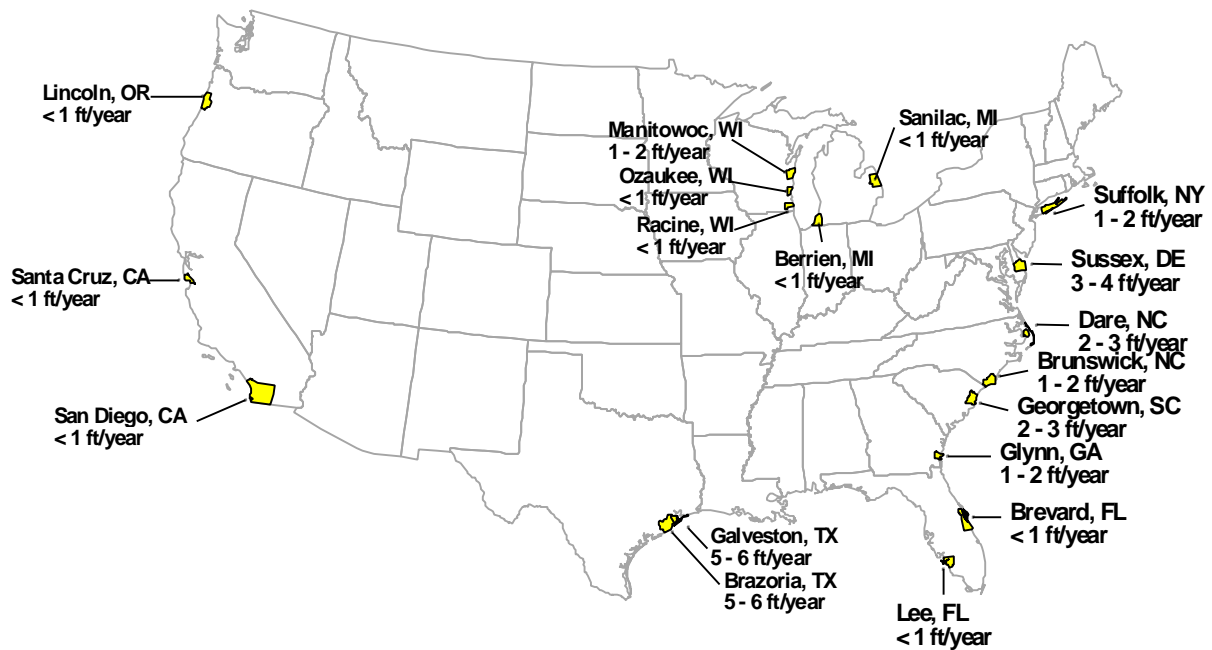 Lincoln, OR
< 1 ft/year
Santa Cruz, CA
< 1 ft/year
San Diego, CA
< 1 ft/year
Manitowoc, WI
1 - 2 ft/year
Ozaukee, WI
< 1 ft/year
Racine, WI
< 1 ft/year
Berrien, MI
< 1 ft/year
Sanilac, MI
< 1 ft/year
Suffolk, NY
1 - 2 ft/year
Sussex, DE
3 - 4 ft/year
Dare, NC
2 - 3 ft/year
Brunswick, NC
1 - 2 ft/year
Georgetown, SC
2 - 3 ft/year
Glynn, GA
1 - 2 ft/year
Brevard, FL
< 1 ft/year
Lee, FL
< 1 ft/year
Galveston, TX
5 - 6 ft/year
Brazoria, TX
5 - 6 ft/year